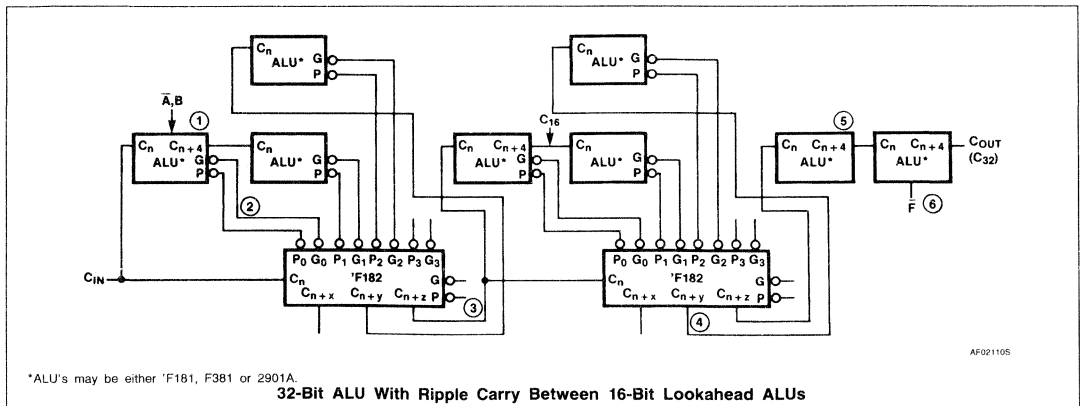 Cn
ALU*
G
P
Cn
ALU*
G
P
A̅,B
①
Cn Cn+4
ALU*
G
P
Cn
ALU*
G
P
C16
Cn Cn+4
ALU*
G
P
Cn
ALU*
G
P
⑤
Cn Cn+4
ALU*
Cn Cn+4
ALU*
COUT
(C32)
F̅ ⑥
②
P0 G0 P1 G1 P2 G2 P3 G3
'F182
Cn
G
P
Cn+x Cn+y Cn+z
CIN
③
P0 G0 P1 G1 P2 G2 P3 G3
'F182
Cn
G
P
Cn+x Cn+y Cn+z
④
AF02110S
*ALU's may be either 'F181, F381 or 2901A.
32-Bit ALU With Ripple Carry Between 16-Bit Lookahead ALUs